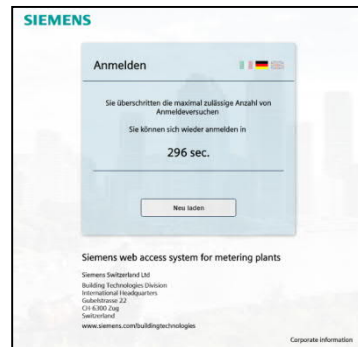 SIEMENS
Anmelden
Sie überschritten die maximal zulässige Anzahl von
Anmeldeversuchen
Sie können sich wieder anmelden in
296 sec.
Neu laden
Siemens web access system for metering plants
Siemens Switzerland Ltd
Building Technologies Division
International Headquarters
Gubelstrasse 22
CH-6300 Zug
Switzerland
www.siemens.com/buildingtechnologies
Corporate information